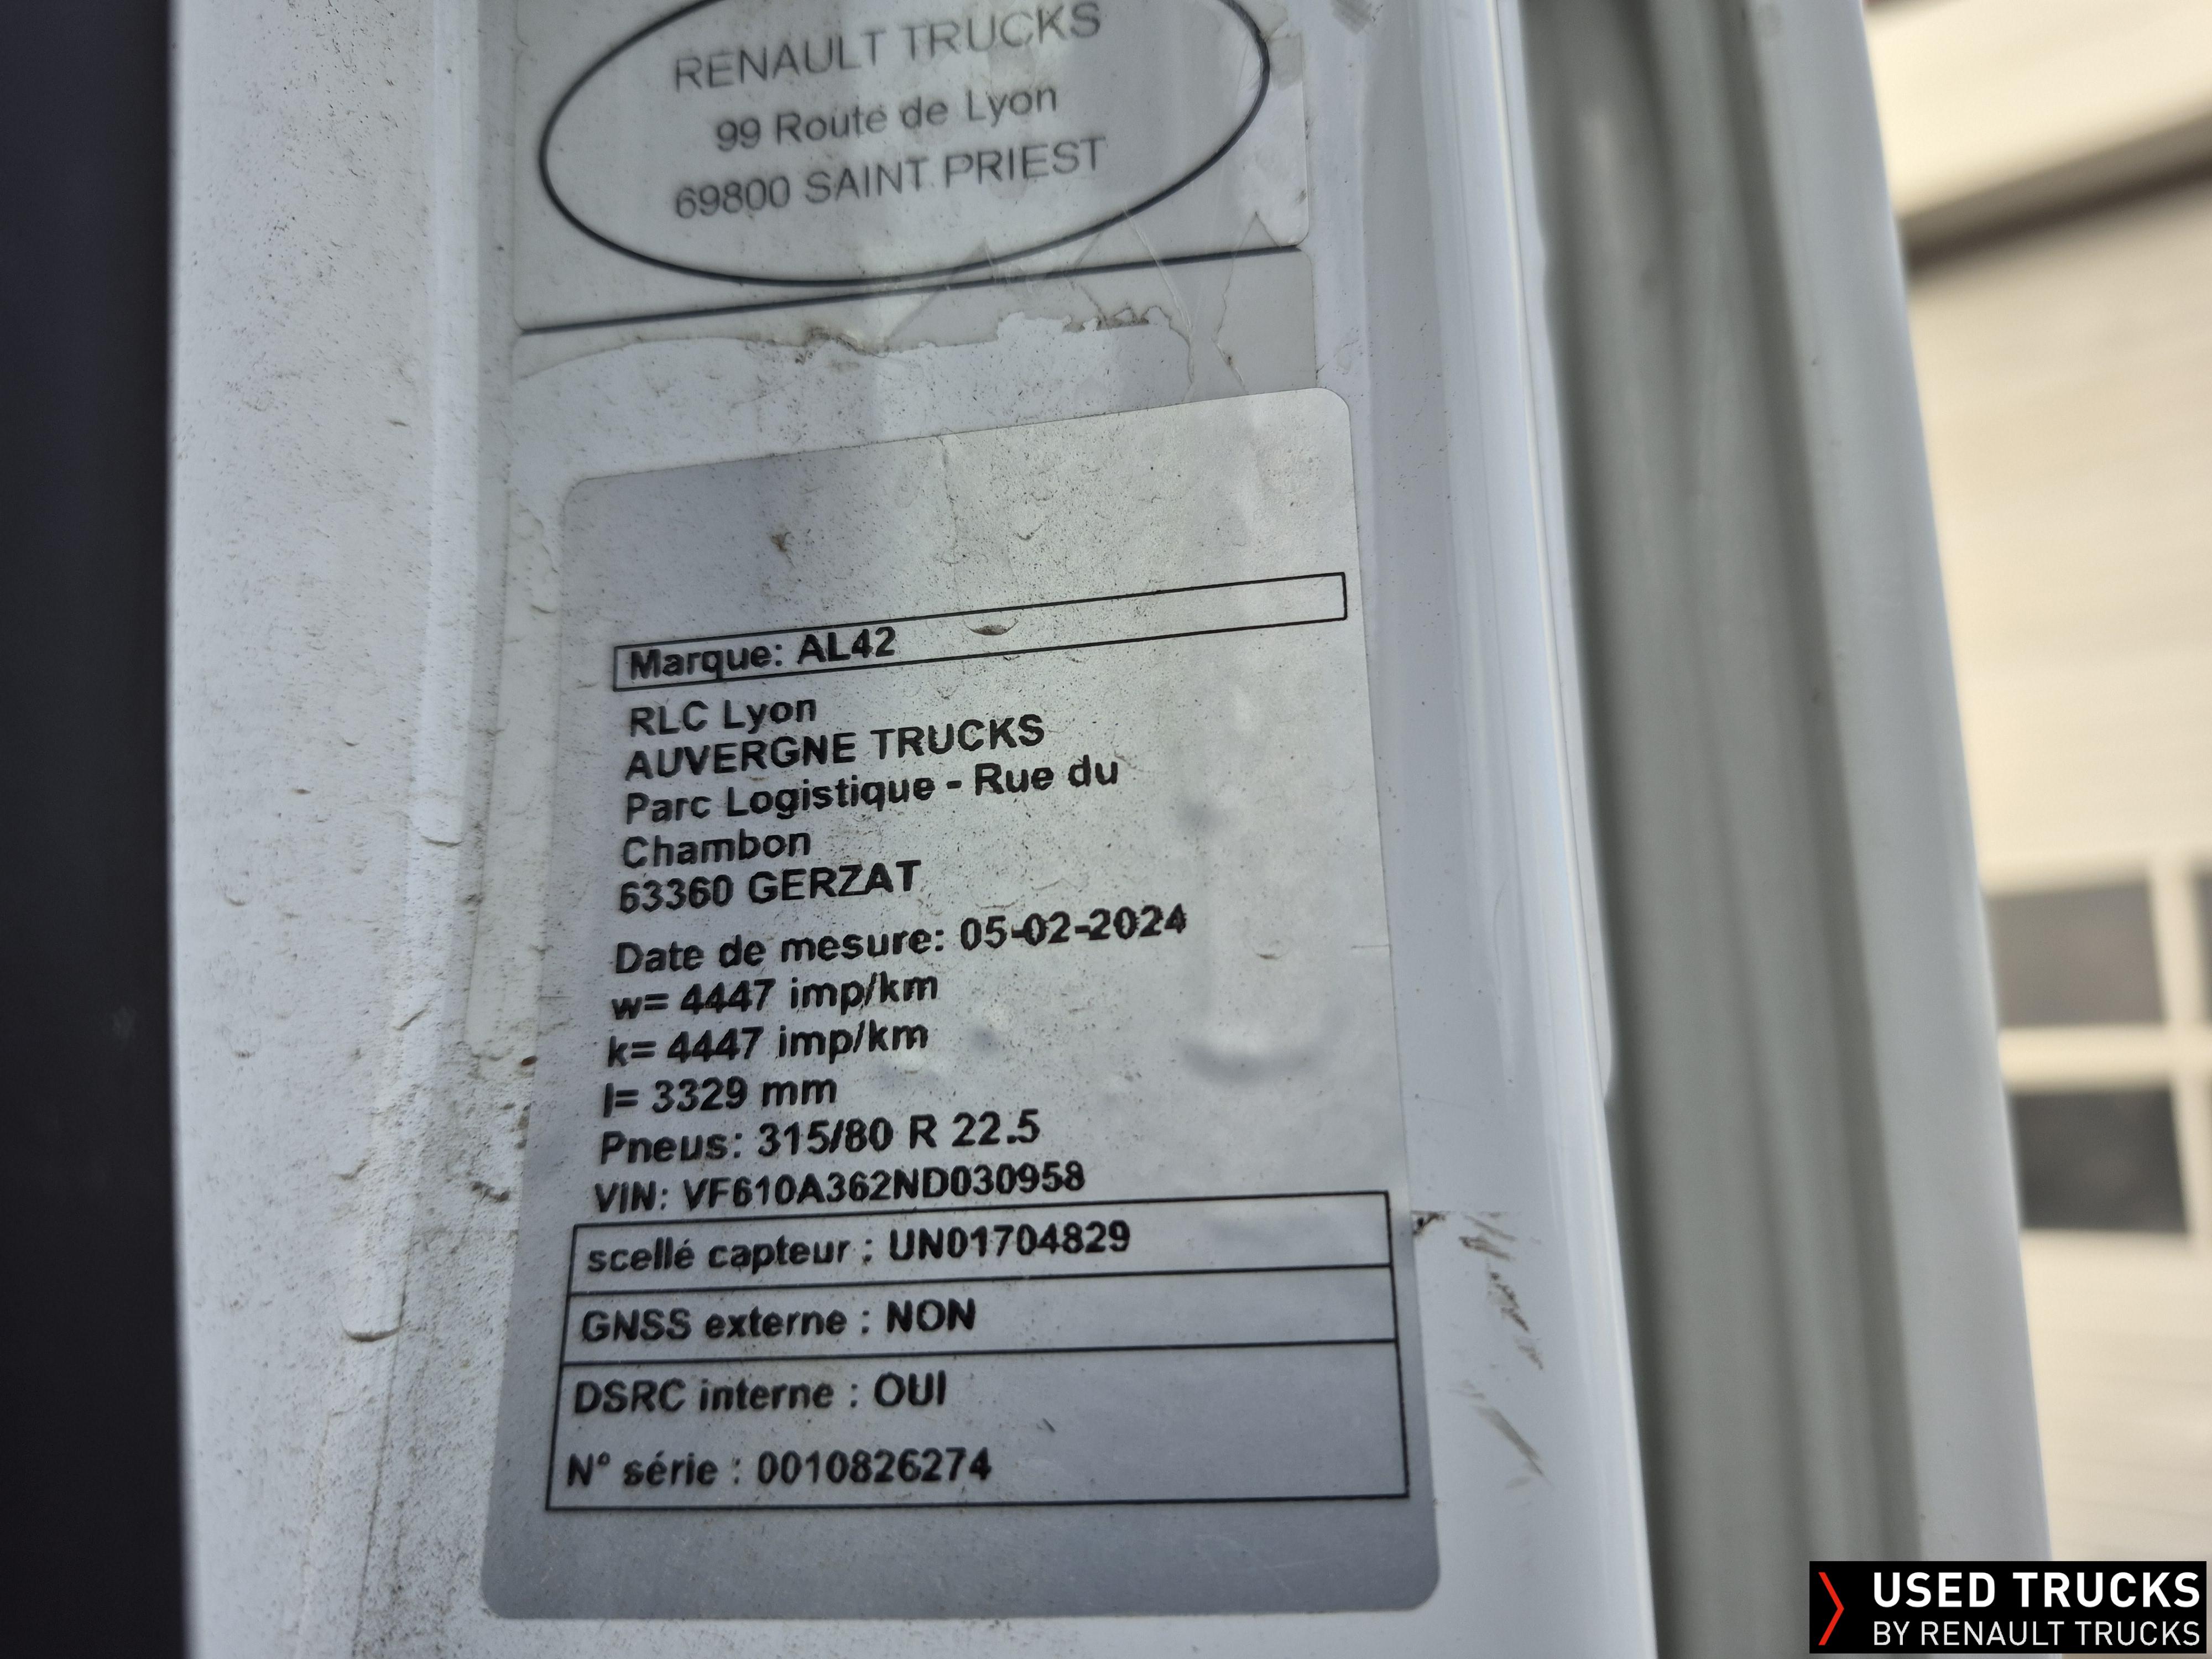 RENAULT TRUCKS
99 Route de Lyon
69800 SAINT PRIEST
Marque: AL42
RLC Lyon
AUVERGNE TRUCKS
Parc Logistique - Rue du
Chambon
63360 GERZAT
Date de mesure: 05-02-2024
w= 4447 imp/km
k= 4447 imp/km
l= 3329 mm
Pneus: 315/80 R 22.5
VIN: VF610A362ND030958
scellé capteur : UN01704829
GNSS externe : NON
DSRC interne : OUI
N° série : 0010826274
USED TRUCKS
BY RENAULT TRUCKS